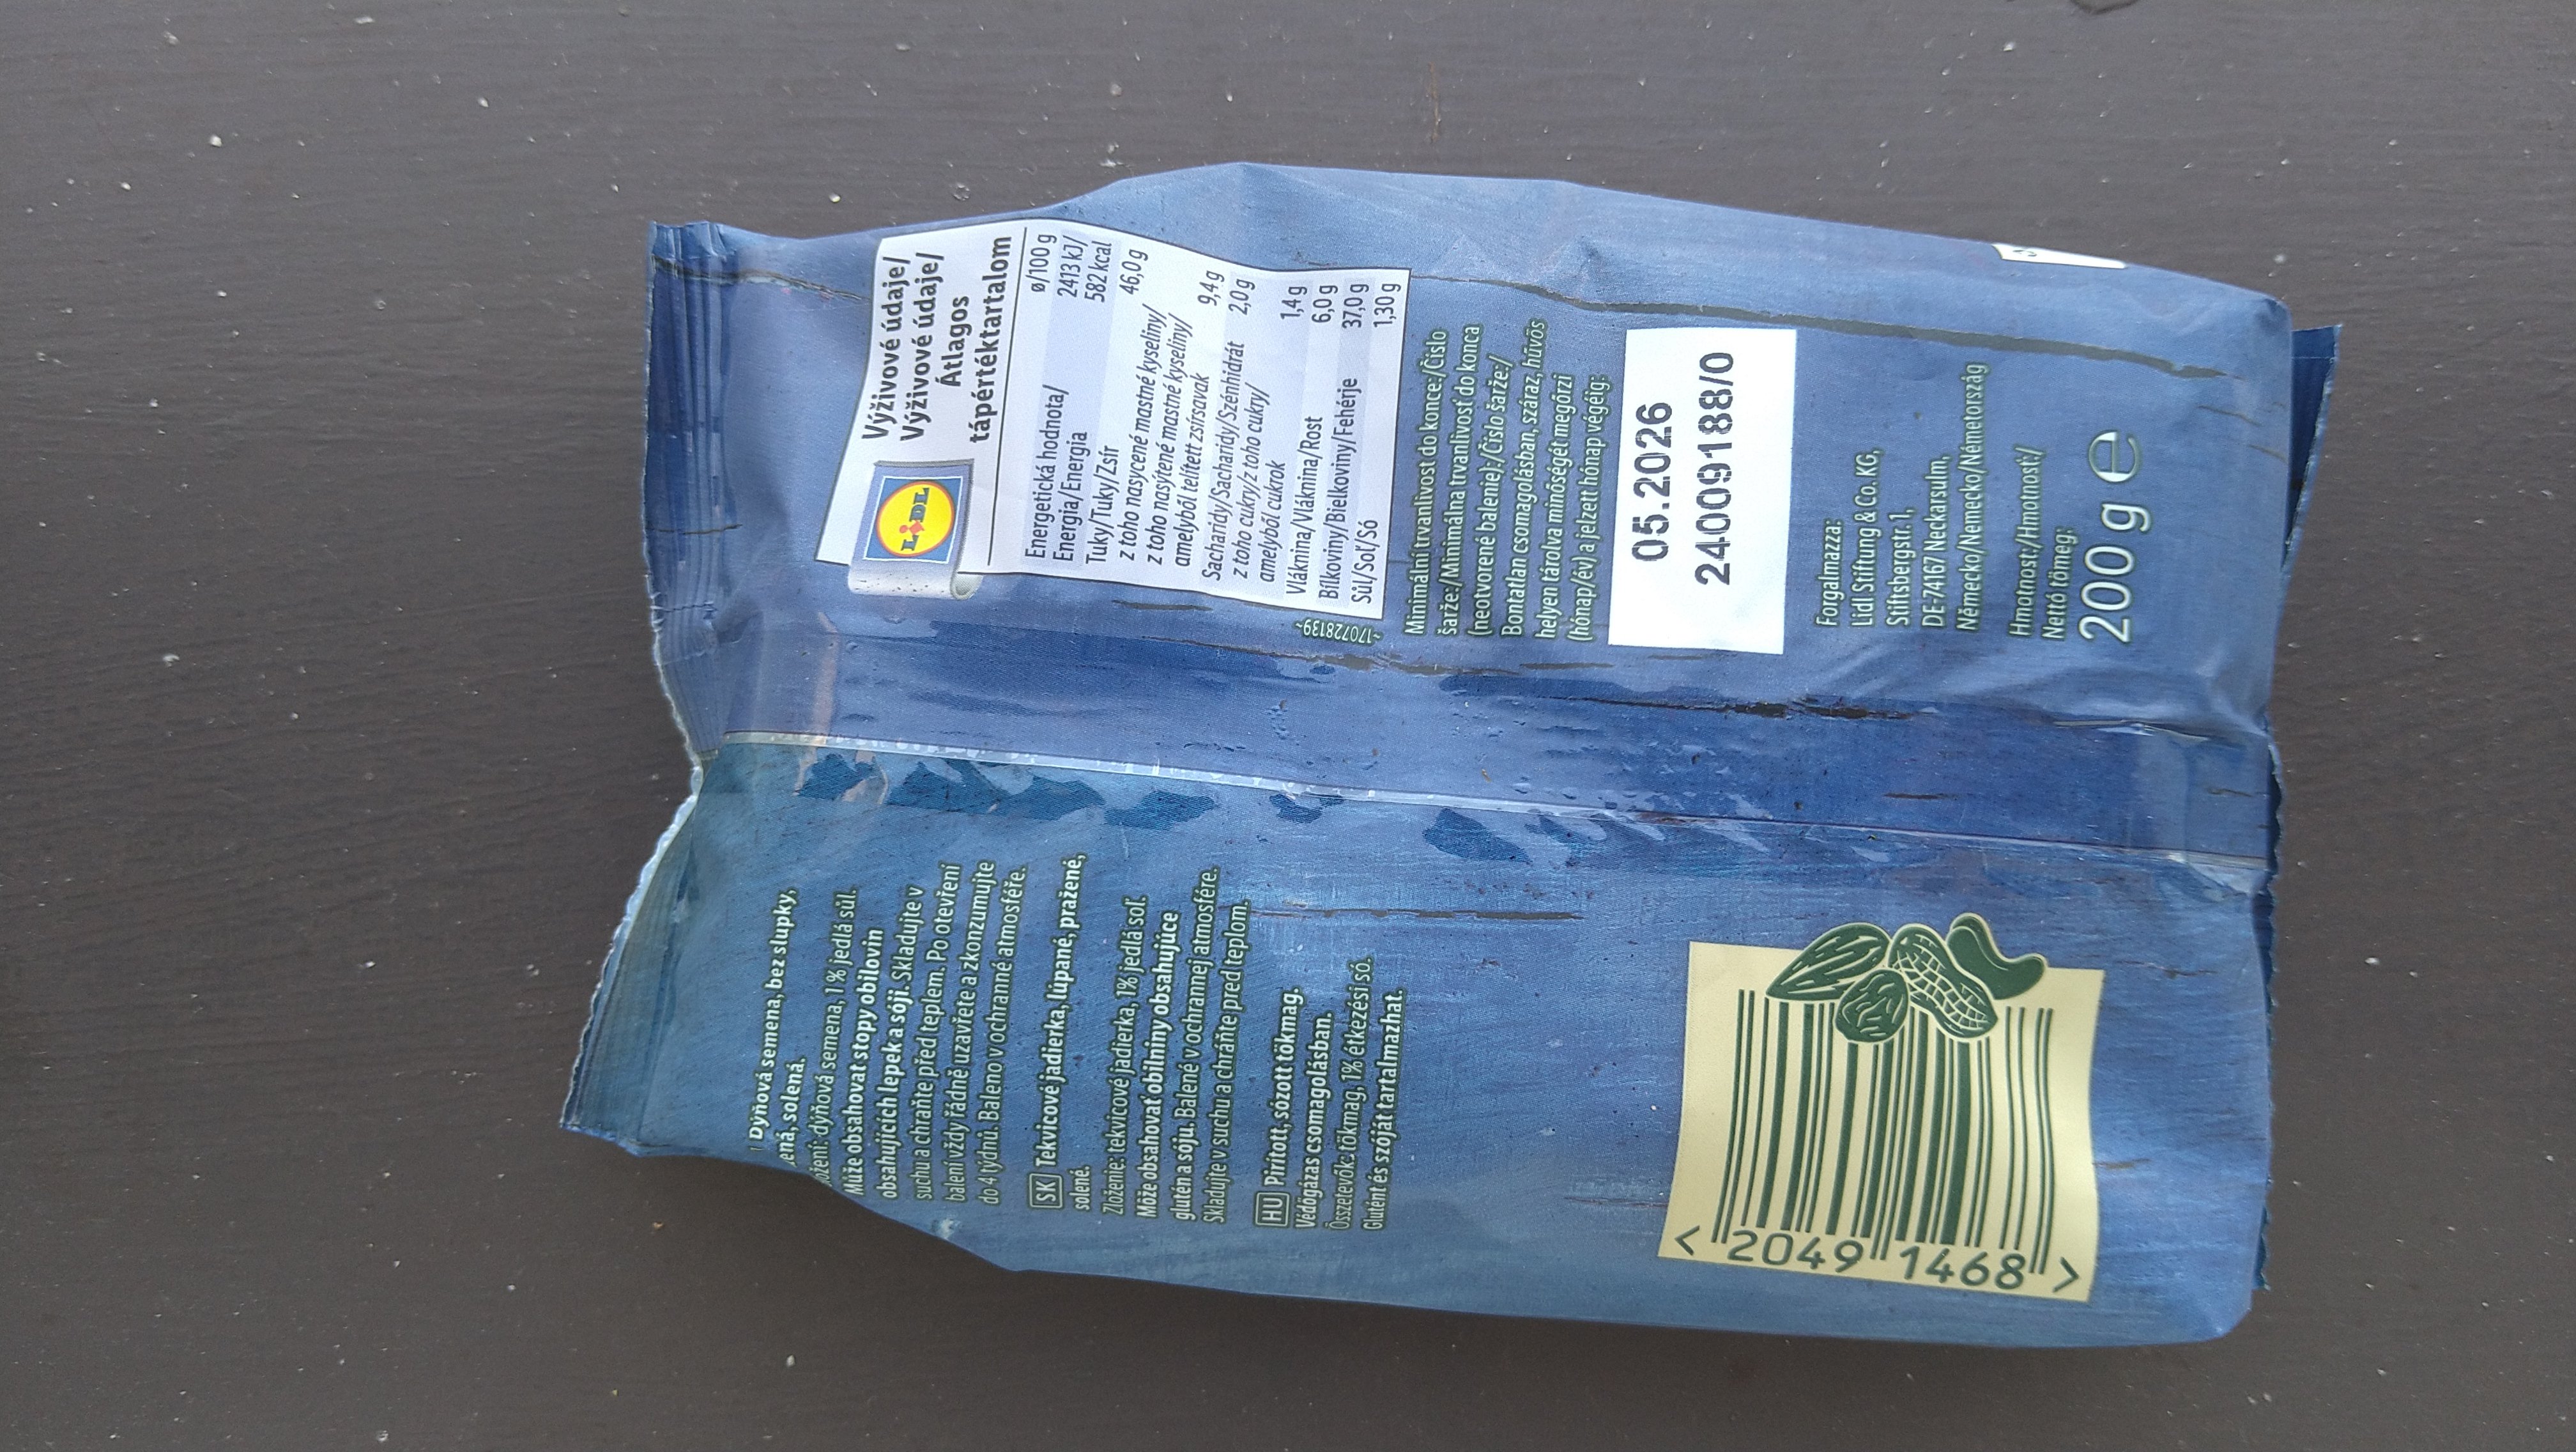 Dýňová semena, bez slupky,
solená.
dýňová semena, 1 % jedlá sůl.
Může obsahovat stopy obilovin
obsahujících lepek a sóji. Skladujte v
suchu a chraňte před teplem. Po otevření
balení vždy řádně uzavřete a zkonzumujte
do 4 týdnů. Baleno v ochranné atmosféře.
SK Tekvicové jadierka, lúpané, pražené,
solené.
Zloženie: tekvicové jadierka, 1% jedlá soľ.
Môže obsahovať obilniny obsahujúce
glutén a sóju. Balené v ochrannej atmosfére.
Skladujte v suchu a chráňte pred teplom.
HU Pirított, sózott tökmag.
Védőgázas csomagolásban.
Összetevők: tökmag, 1% étkezési só.
Glutént és szóját tartalmazhat.
< 2049 1468 >
LIDL
Výživové údaje/
Výživové údaje/
Átlagos
tápértéktartalom
ø/100 g
Energetická hodnota/ 2413 kJ/
Energia/Energia 582 kcal
Tuky/Tuky/Zsír 46,0 g
z toho nasycené mastné kyseliny/
z toho nasýtené mastné kyseliny/
amelyből telített zsírsavak 9,4 g
Sacharidy/Sacharidy/Szénhidrát 2,0 g
z toho cukry/z toho cukry/
amelyből cukrok 1,4 g
Vláknina/Vláknina/Rost 6,0 g
Bílkoviny/Bielkoviny/Fehérje 37,0 g
Sůl/Soľ/Só 1,30 g
~170728139~
Minimální trvanlivost do konce:/Číslo
šarže:/Minimálna trvanlivosť do konca
(neotvorené balenie):/Číslo šarže:/
Bontatlan csomagolásban, száraz, hűvös
helyen tárolva minőségét megőrzi
(hónap/év) a jelzett hónap végéig:
05.2026
24009188/0
Forgalmazza:
Lidl Stiftung & Co. KG,
Stiftsbergstr. 1,
DE-74167 Neckarsulm,
Německo/Nemecko/Németország
Hmotnost:/Hmotnosť:/
Nettó tömeg:
200 g e